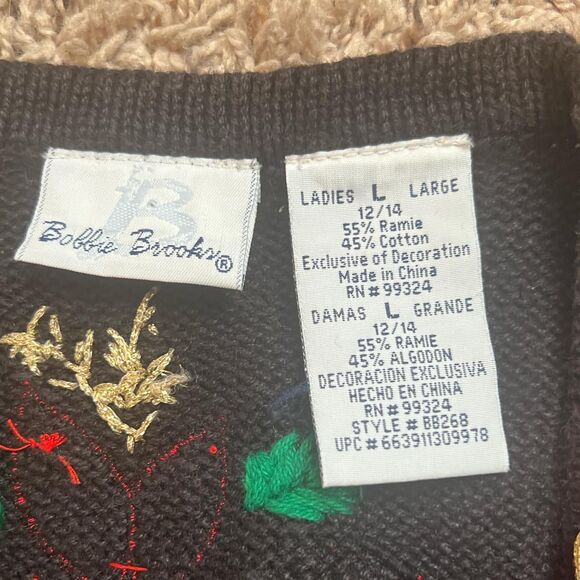 B
Bobbie Brooks®
LADIES L LARGE
12/14
55% Ramie
45% Cotton
Exclusive of Decoration
Made in China
RN # 99324
DAMAS L GRANDE
12/14
55% RAMIE
45% ALGODON
DECORACION EXCLUSIVA
HECHO EN CHINA
RN # 99324
STYLE # BB268
UPC # 663911309978